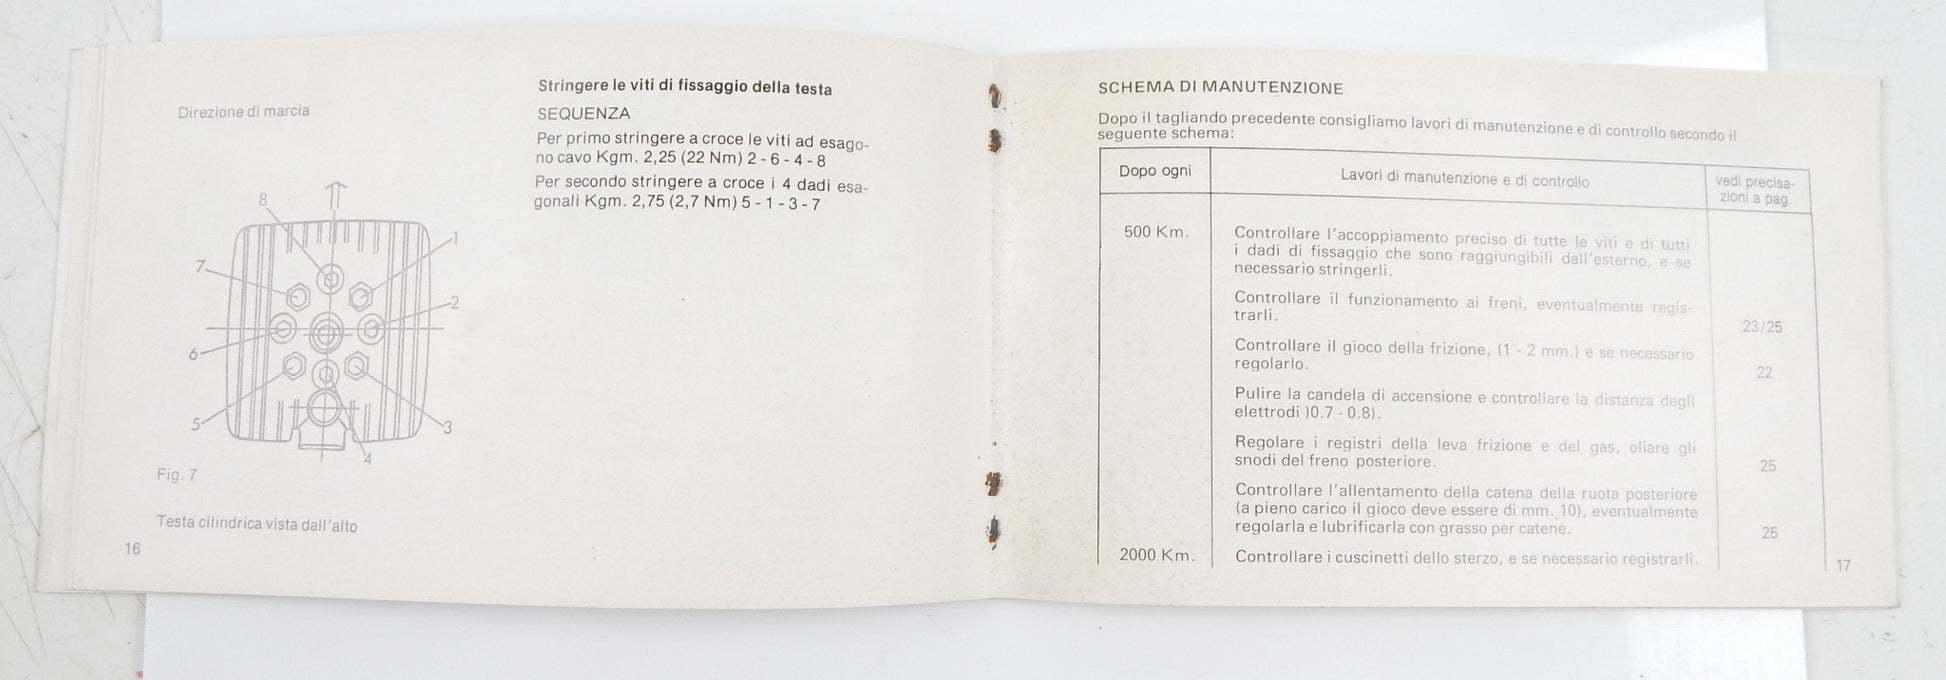 Direzione di marcia
8
1
7
2
6
5
3
4
Fig. 7
Testa cilindrica vista dall'alto
16
Stringere le viti di fissaggio della testa
SEQUENZA
Per primo stringere a croce le viti ad esago-
no cavo Kgm. 2,25 (22 Nm) 2 - 6 - 4 - 8
Per secondo stringere a croce i 4 dadi esa-
gonali Kgm. 2,75 (2,7 Nm) 5 - 1 - 3 - 7
SCHEMA DI MANUTENZIONE
Dopo il tagliando precedente consigliamo lavori di manutenzione e di controllo secondo il
seguente schema:
Dopo ogni
Lavori di manutenzione e di controllo
vedi precisa-
zioni a pag.
500 Km.
Controllare l'accoppiamento preciso di tutte le viti e di tutti
i dadi di fissaggio che sono raggiungibili dall'esterno, e se
necessario stringerli.
Controllare il funzionamento ai freni, eventualmente regis-
trarli.
23/25
Controllare il gioco della frizione, (1 - 2 mm.) e se necessario
regolarlo.
22
Pulire la candela di accensione e controllare la distanza degli
elettrodi )0.7 - 0.8).
Regolare i registri della leva frizione e del gas, oliare gli
snodi del freno posteriore.
25
Controllare l'allentamento della catena della ruota posteriore
(a pieno carico il gioco deve essere di mm. 10), eventualmente
regolarla e lubrificarla con grasso per catene.
25
2000 Km.
Controllare i cuscinetti dello sterzo, e se necessario registrarli.
17